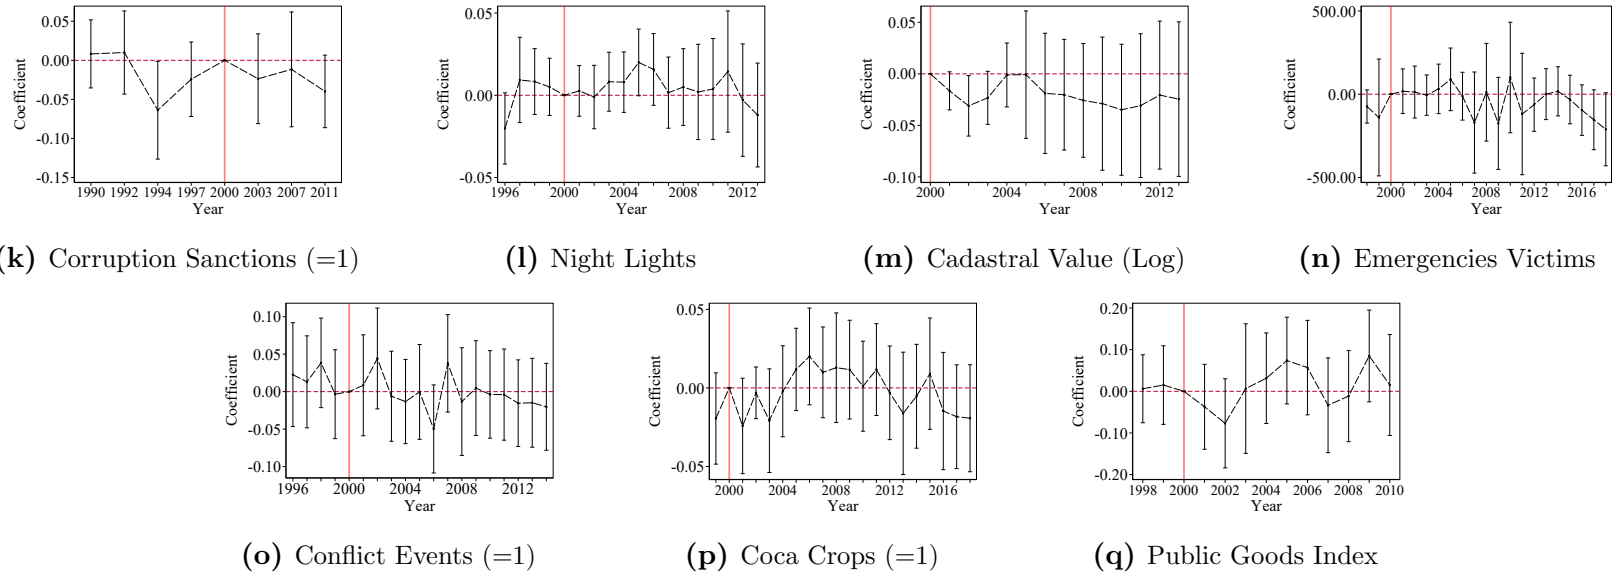 0.05
0.00
-0.05
-0.10
-0.15
Coefficient
1990 1992 1994 1997 2000 2003 2007 2011
Year
(k) Corruption Sanctions (=1)
0.05
0.00
-0.05
Coefficient
1996 2000 2004 2008 2012
Year
(l) Night Lights
0.05
0.00
-0.05
-0.10
Coefficient
2000 2004 2008 2012
Year
(m) Cadastral Value (Log)
500.00
0.00
-500.00
Coefficient
2000 2004 2008 2012 2016
Year
(n) Emergencies Victims
0.10
0.05
0.00
-0.05
-0.10
Coefficient
1996 2000 2004 2008 2012
Year
(o) Conflict Events (=1)
0.05
0.00
-0.05
Coefficient
2000 2004 2008 2012 2016
Year
(p) Coca Crops (=1)
0.20
0.10
0.00
-0.10
-0.20
Coefficient
1998 2000 2002 2004 2006 2008 2010
Year
(q) Public Goods Index